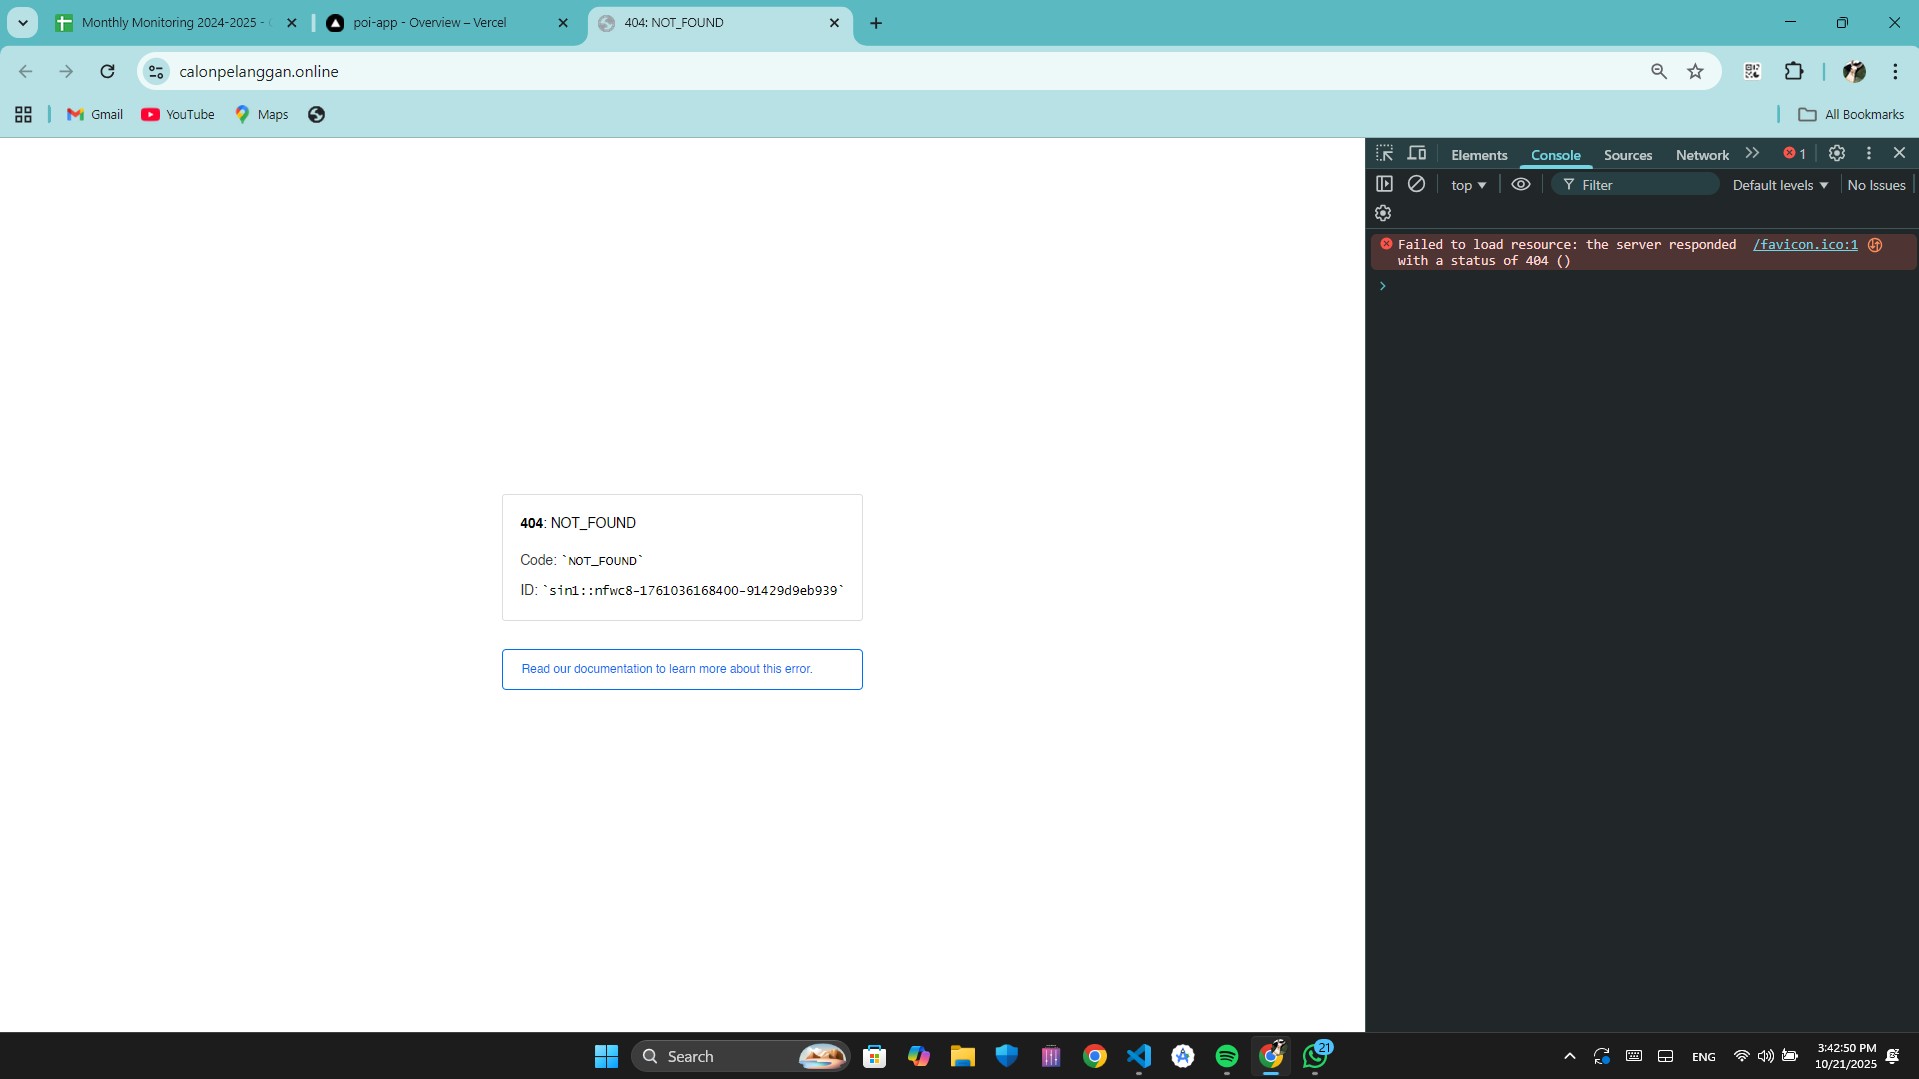 Monthly Monitoring 2024-2025 -
poi-app - Overview – Vercel
404: NOT_FOUND
calonpelanggan.online
Gmail
YouTube
Maps
All Bookmarks
Elements
Console
Sources
Network
1
top
Filter
Default levels
No Issues
Failed to load resource: the server responded /favicon.ico:1
with a status of 404 ()
404: NOT_FOUND
Code: `NOT_FOUND`
ID: `sin1::nfwc8-1761036168400-91429d9eb939`
Read our documentation to learn more about this error.
Search
21
ENG
3:42:50 PM
10/21/2025